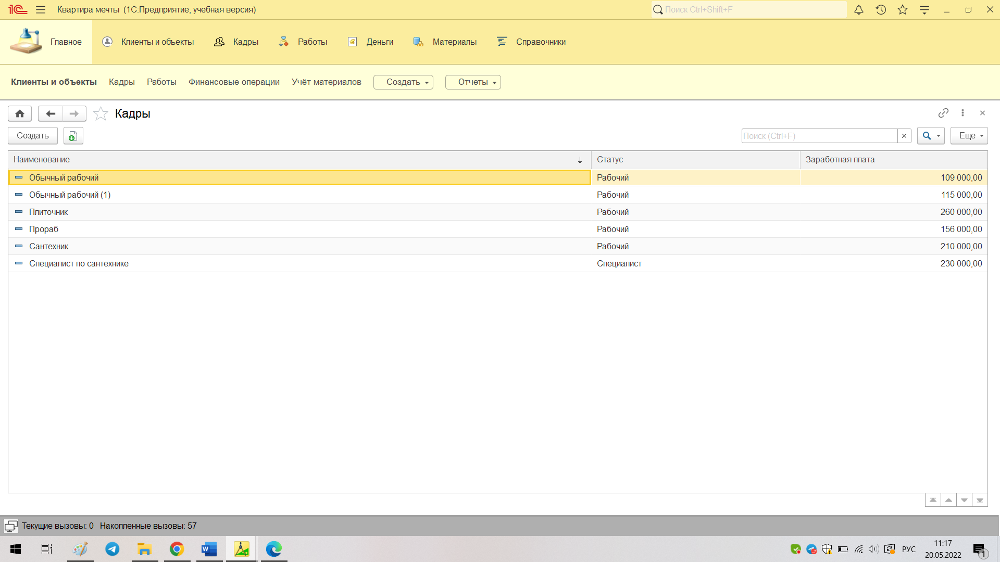 1С Квартира мечты (1С:Предприятие, учебная версия) Поиск Ctrl+Shift+F
Главное Клиенты и объекты Кадры Работы Деньги Материалы Справочники
Клиенты и объекты Кадры Работы Финансовые операции Учёт материалов Создать Отчеты
Кадры
Создать Поиск (Ctrl+F) × Еще
Наименование ↓ Статус Заработная плата
Обычный рабочий Рабочий 109 000,00
Обычный рабочий (1) Рабочий 115 000,00
Плиточник Рабочий 260 000,00
Прораб Рабочий 156 000,00
Сантехник Рабочий 210 000,00
Специалист по сантехнике Специалист 230 000,00
Текущие вызовы: 0 Накопленные вызовы: 57
W РУС 11:17
20.05.2022 1